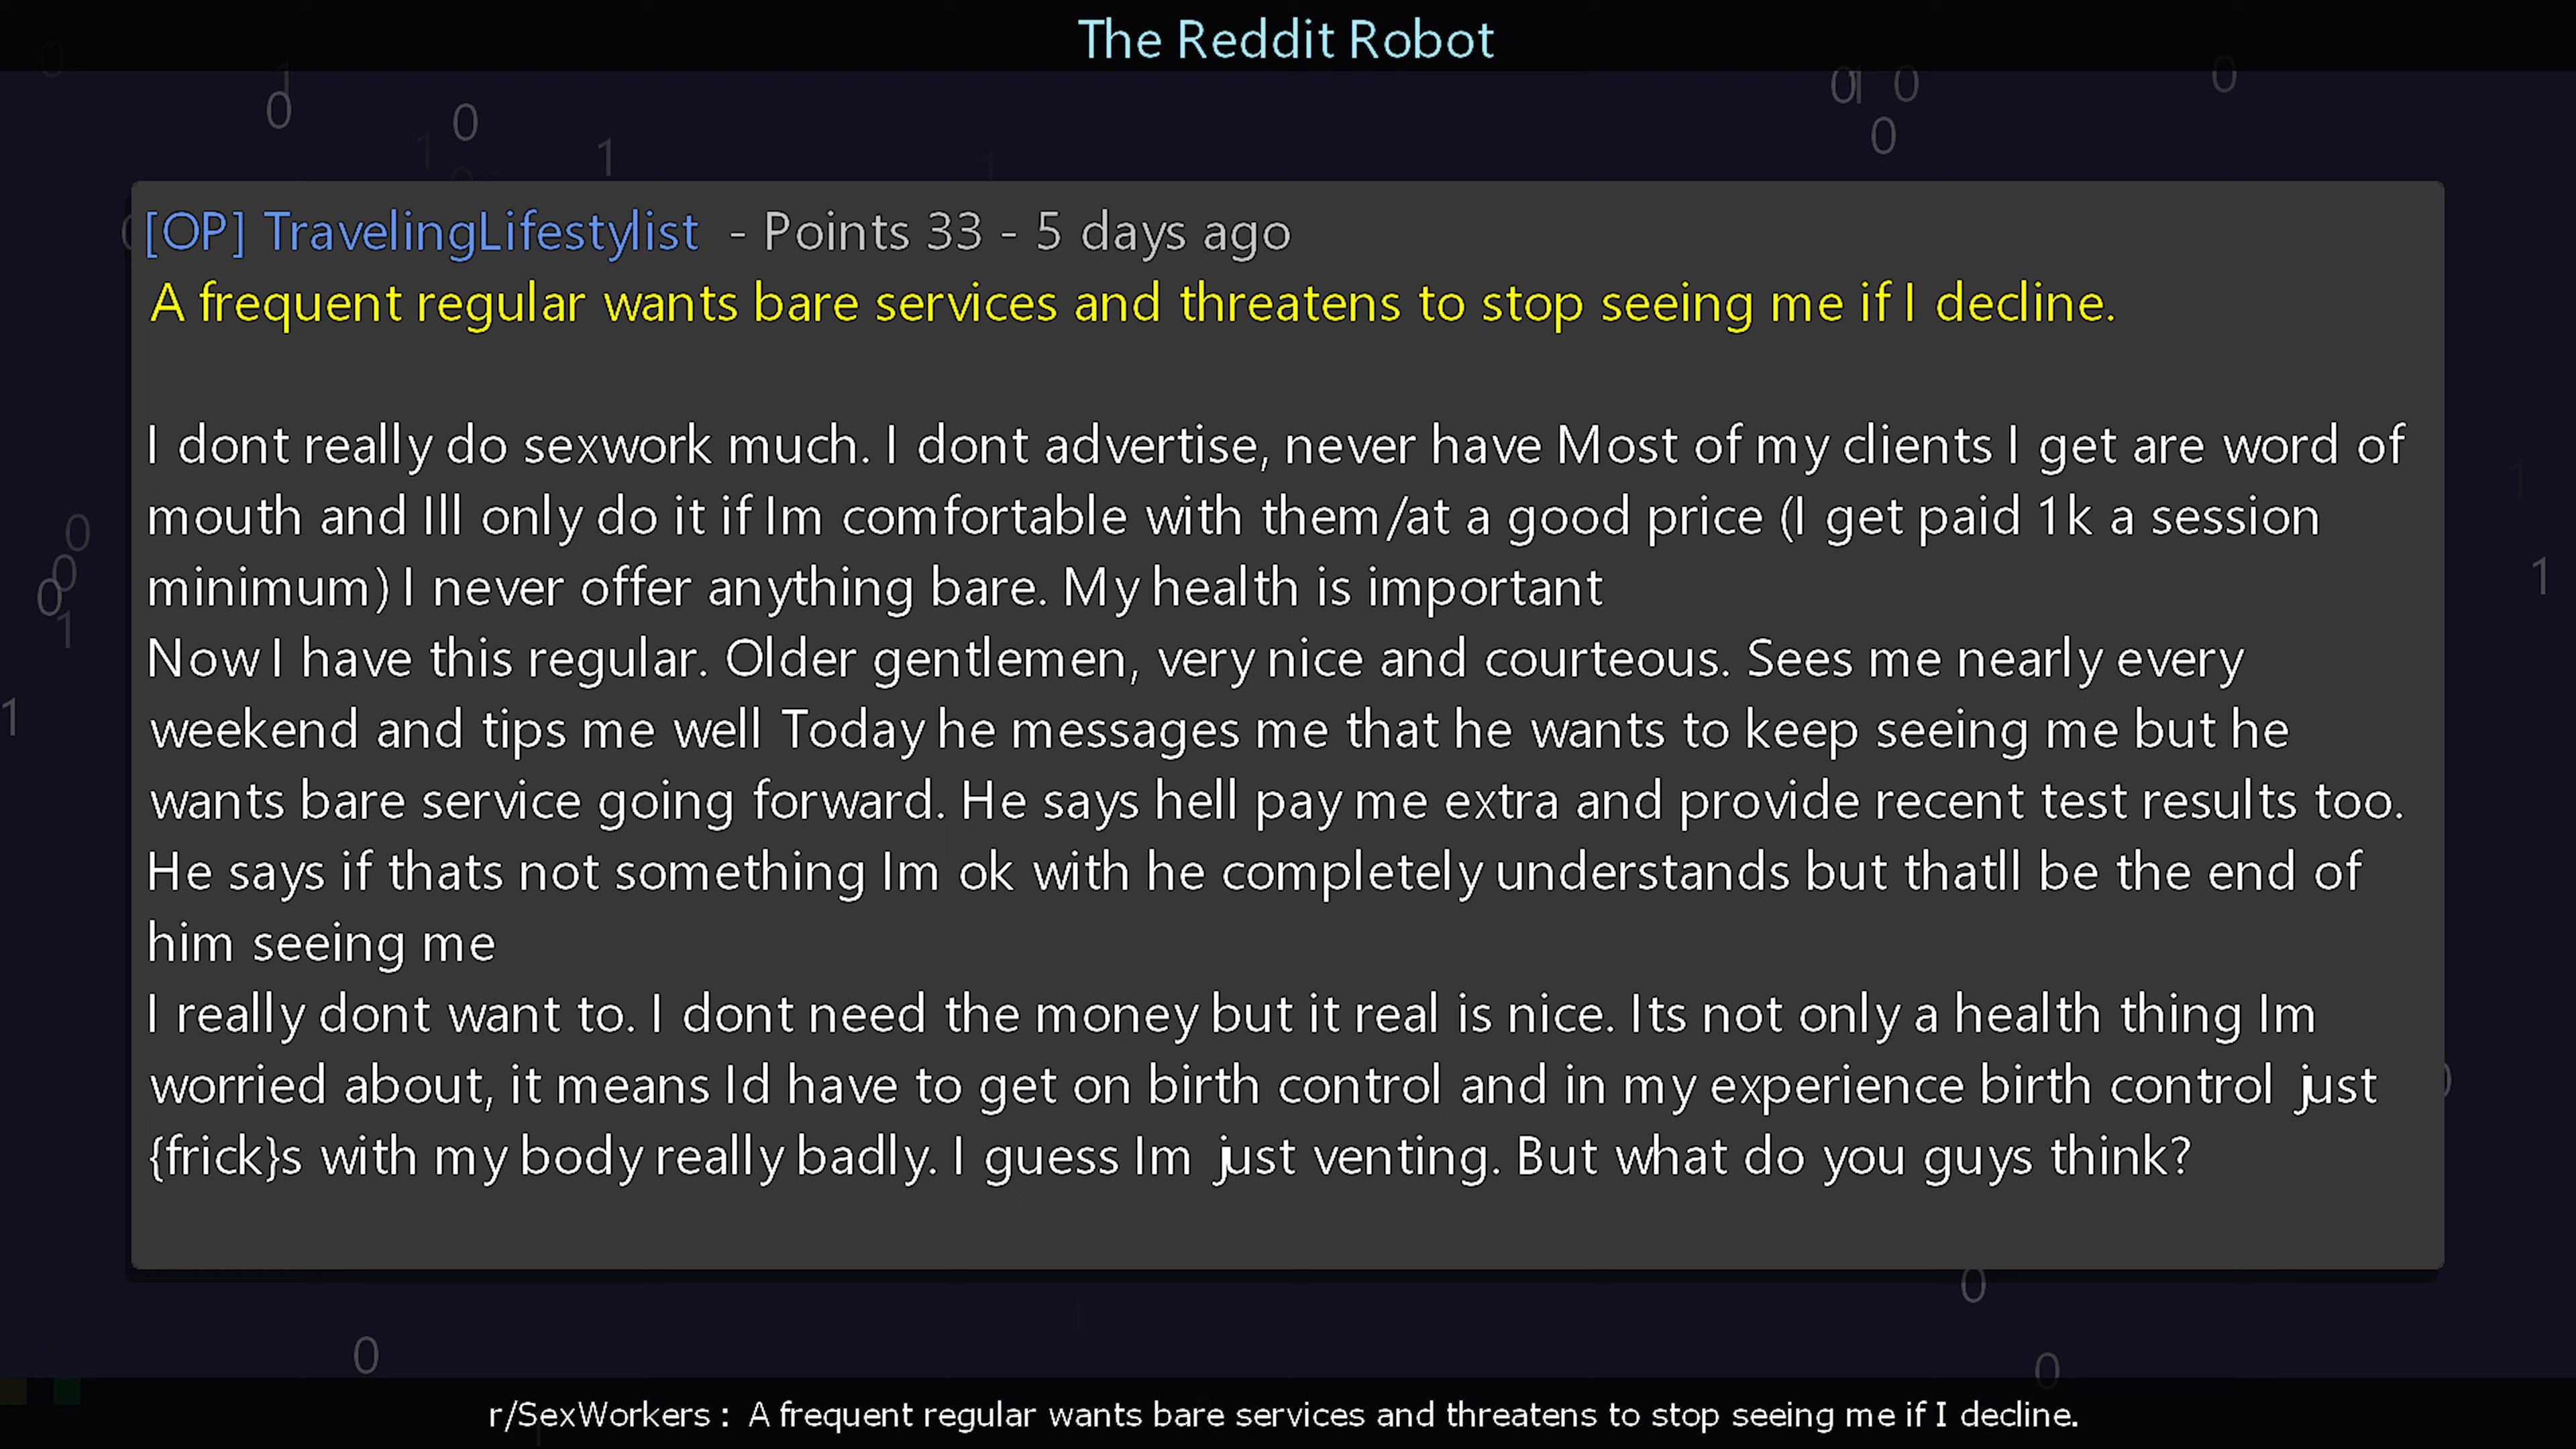 The Reddit Robot
[OP] TravelingLifestylist - Points 33 - 5 days ago
A frequent regular wants bare services and threatens to stop seeing me if I decline.
I dont really do sexwork much. I dont advertise, never have Most of my clients I get are word of
mouth and Ill only do it if Im comfortable with them/at a good price (I get paid 1k a session
minimum) I never offer anything bare. My health is important
Now I have this regular. Older gentlemen, very nice and courteous. Sees me nearly every
weekend and tips me well Today he messages me that he wants to keep seeing me but he
wants bare service going forward. He says hell pay me extra and provide recent test results too.
He says if thats not something Im ok with he completely understands but thatll be the end of
him seeing me
I really dont want to. I dont need the money but it real is nice. Its not only a health thing Im
worried about, it means Id have to get on birth control and in my experience birth control just
{frick}s with my body really badly. I guess Im just venting. But what do you guys think?
r/SexWorkers : A frequent regular wants bare services and threatens to stop seeing me if I decline.